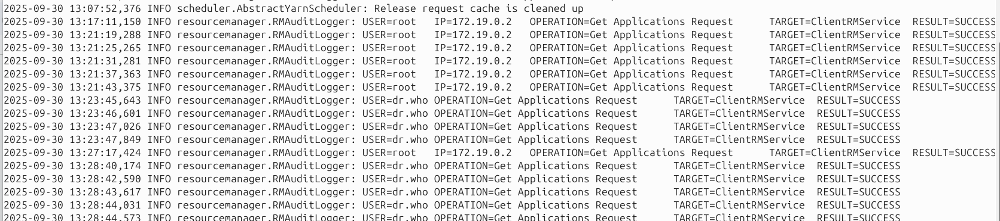 2025-09-30 13:07:52,376 INFO scheduler.AbstractYarnScheduler: Release request cache is cleaned up
2025-09-30 13:17:11,150 INFO resourcemanager.RMAuditLogger: USER=root   IP=172.19.0.2   OPERATION=Get Applications Request      TARGET=ClientRMService  RESULT=SUCCESS
2025-09-30 13:21:19,288 INFO resourcemanager.RMAuditLogger: USER=root   IP=172.19.0.2   OPERATION=Get Applications Request      TARGET=ClientRMService  RESULT=SUCCESS
2025-09-30 13:21:25,265 INFO resourcemanager.RMAuditLogger: USER=root   IP=172.19.0.2   OPERATION=Get Applications Request      TARGET=ClientRMService  RESULT=SUCCESS
2025-09-30 13:21:31,281 INFO resourcemanager.RMAuditLogger: USER=root   IP=172.19.0.2   OPERATION=Get Applications Request      TARGET=ClientRMService  RESULT=SUCCESS
2025-09-30 13:21:37,363 INFO resourcemanager.RMAuditLogger: USER=root   IP=172.19.0.2   OPERATION=Get Applications Request      TARGET=ClientRMService  RESULT=SUCCESS
2025-09-30 13:21:43,375 INFO resourcemanager.RMAuditLogger: USER=root   IP=172.19.0.2   OPERATION=Get Applications Request      TARGET=ClientRMService  RESULT=SUCCESS
2025-09-30 13:23:45,643 INFO resourcemanager.RMAuditLogger: USER=dr.who OPERATION=Get Applications Request      TARGET=ClientRMService  RESULT=SUCCESS
2025-09-30 13:23:46,601 INFO resourcemanager.RMAuditLogger: USER=dr.who OPERATION=Get Applications Request      TARGET=ClientRMService  RESULT=SUCCESS
2025-09-30 13:23:47,026 INFO resourcemanager.RMAuditLogger: USER=dr.who OPERATION=Get Applications Request      TARGET=ClientRMService  RESULT=SUCCESS
2025-09-30 13:23:47,849 INFO resourcemanager.RMAuditLogger: USER=dr.who OPERATION=Get Applications Request      TARGET=ClientRMService  RESULT=SUCCESS
2025-09-30 13:27:17,424 INFO resourcemanager.RMAuditLogger: USER=root   IP=172.19.0.2   OPERATION=Get Applications Request      TARGET=ClientRMService  RESULT=SUCCESS
2025-09-30 13:28:40,174 INFO resourcemanager.RMAuditLogger: USER=dr.who OPERATION=Get Applications Request      TARGET=ClientRMService  RESULT=SUCCESS
2025-09-30 13:28:42,590 INFO resourcemanager.RMAuditLogger: USER=dr.who OPERATION=Get Applications Request      TARGET=ClientRMService  RESULT=SUCCESS
2025-09-30 13:28:43,617 INFO resourcemanager.RMAuditLogger: USER=dr.who OPERATION=Get Applications Request      TARGET=ClientRMService  RESULT=SUCCESS
2025-09-30 13:28:44,031 INFO resourcemanager.RMAuditLogger: USER=dr.who OPERATION=Get Applications Request      TARGET=ClientRMService  RESULT=SUCCESS
2025-09-30 13:28:44,573 INFO resourcemanager.RMAuditLogger: USER=dr.who OPERATION=Get Applications Request      TARGET=ClientRMService  RESULT=SUCCESS